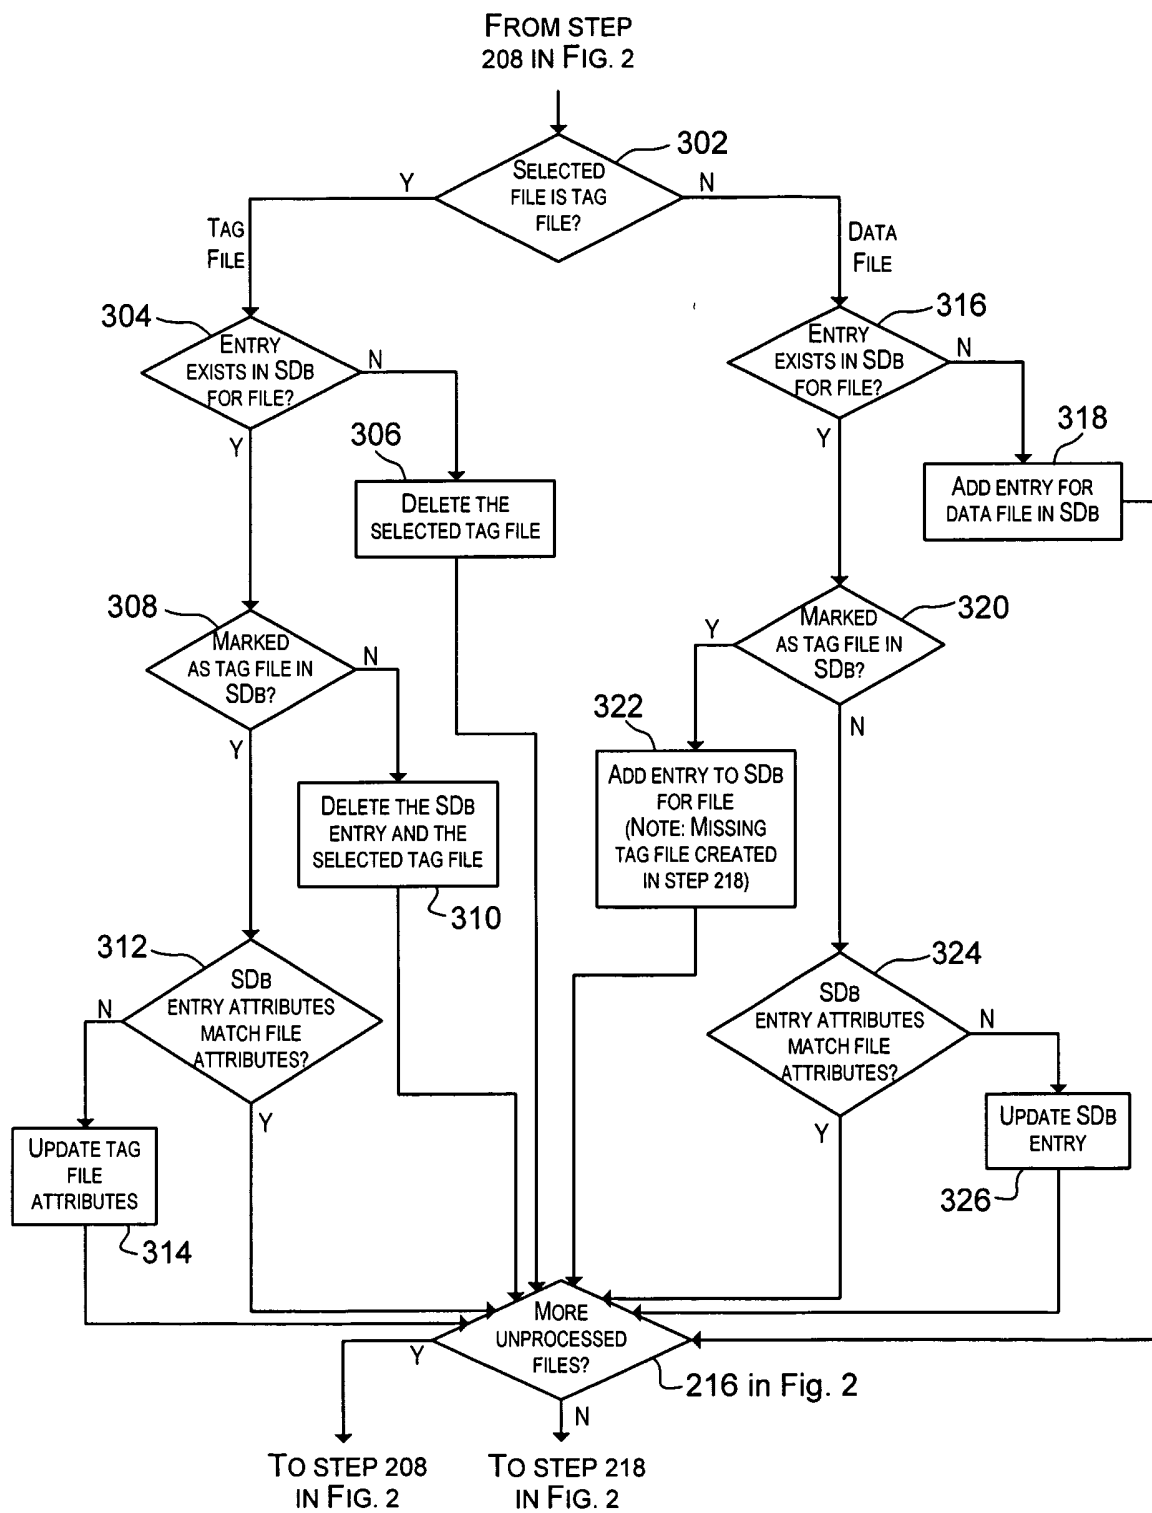 FROM STEP
208 IN FIG. 2
302
SELECTED
FILE IS TAG
FILE?
Y
N
TAG
FILE
DATA
FILE
304
ENTRY
EXISTS IN SDB
FOR FILE?
N
Y
316
ENTRY
EXISTS IN SDB
FOR FILE?
N
Y
306
DELETE THE
SELECTED TAG FILE
318
ADD ENTRY FOR
DATA FILE IN SDB
308
MARKED
AS TAG FILE IN
SDB?
N
Y
320
MARKED
AS TAG FILE IN
SDB?
Y
N
322
ADD ENTRY TO SDB
FOR FILE
(NOTE: MISSING
TAG FILE CREATED
IN STEP 218)
DELETE THE SDB
ENTRY AND THE
SELECTED TAG FILE
310
312
SDB
ENTRY ATTRIBUTES
MATCH FILE
ATTRIBUTES?
N
Y
324
SDB
ENTRY ATTRIBUTES
MATCH FILE
ATTRIBUTES?
N
Y
UPDATE TAG
FILE
ATTRIBUTES
314
UPDATE SDB
ENTRY
326
MORE
UNPROCESSED
FILES?
Y
N
216 in Fig. 2
TO STEP 208
IN FIG. 2
TO STEP 218
IN FIG. 2